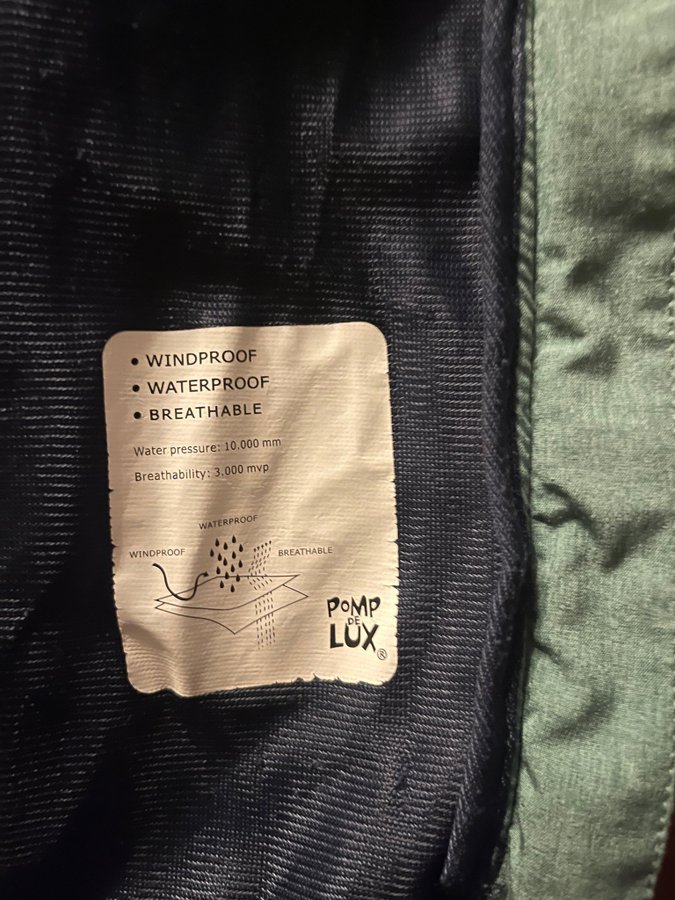 • WINDPROOF
• WATERPROOF
• BREATHABLE
Water pressure: 10.000 mm
Breathability: 3.000 mvp
WATERPROOF
WINDPROOF
BREATHABLE
POMP
DE
LUX®